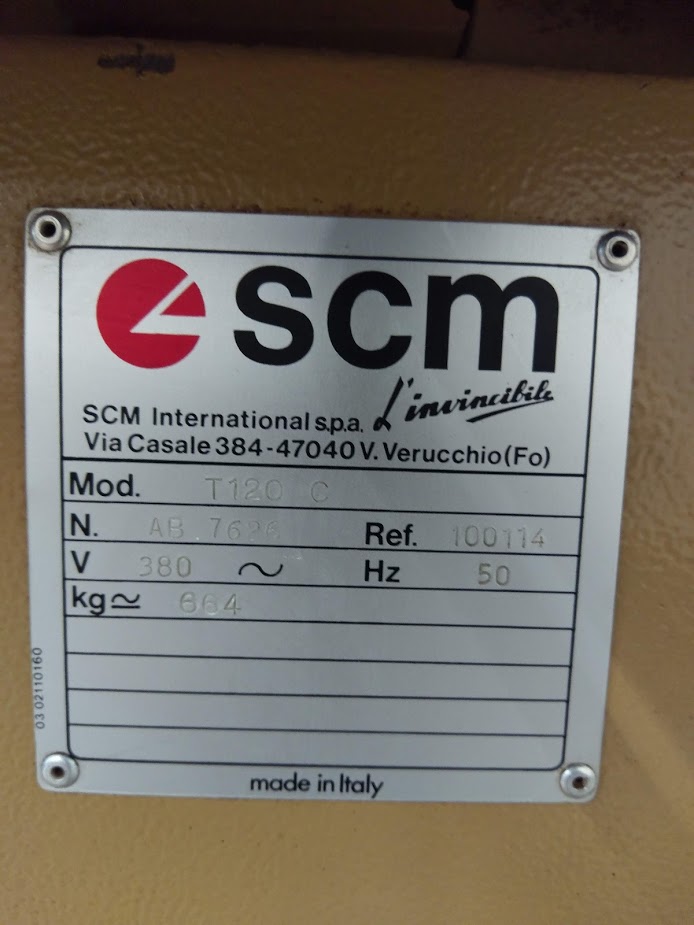 scm
L'invincibile
SCM International s.p.a.
Via Casale 384-47040 V. Verucchio (Fo)
Mod. T120 C
N. AB 7626 Ref. 100114
V 380 ~ Hz 50
kg≃ 664
03 02110160
made in Italy